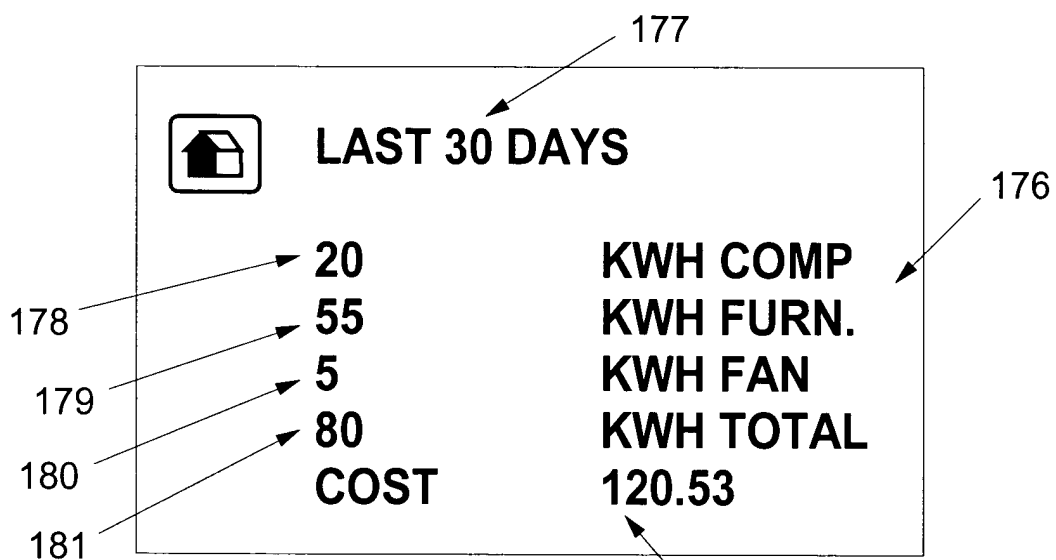 177
LAST 30 DAYS
176
20 KWH COMP
178
55 KWH FURN.
179
5 KWH FAN
180
80 KWH TOTAL
181
COST 120.53